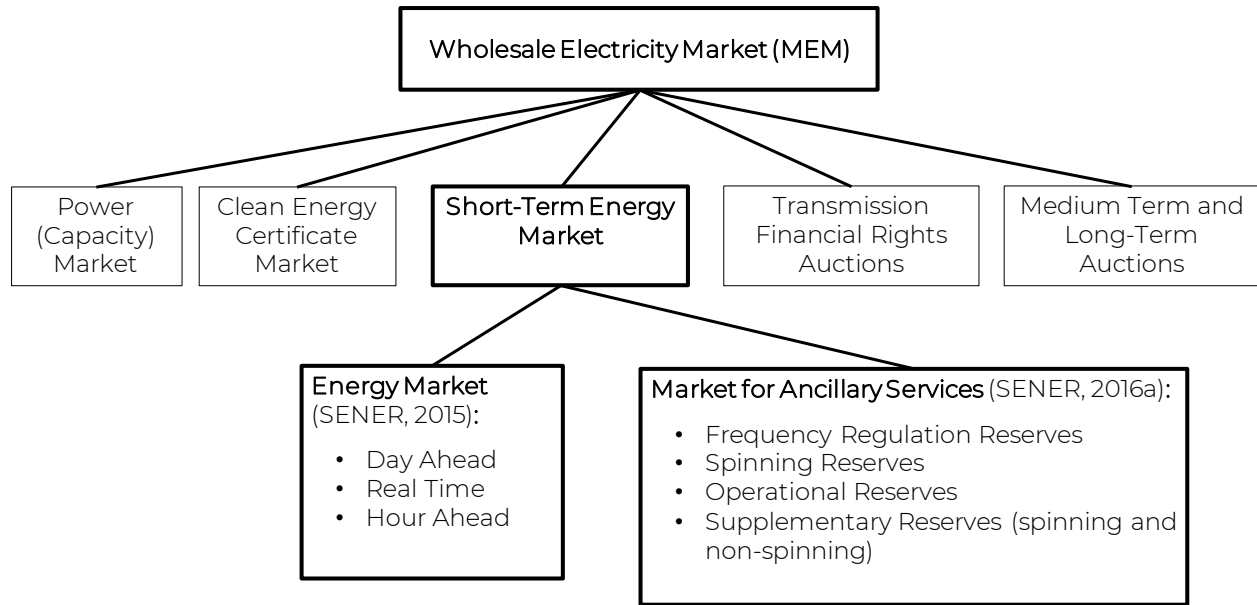 Wholesale Electricity Market (MEM)
Power
(Capacity)
Market
Clean Energy
Certificate
Market
Short-Term Energy
Market
Transmission
Financial Rights
Auctions
Medium Term and
Long-Term
Auctions
Energy Market
(SENER, 2015):
• Day Ahead
• Real Time
• Hour Ahead
Market for Ancillary Services (SENER, 2016a):
• Frequency Regulation Reserves
• Spinning Reserves
• Operational Reserves
• Supplementary Reserves (spinning and
non-spinning)